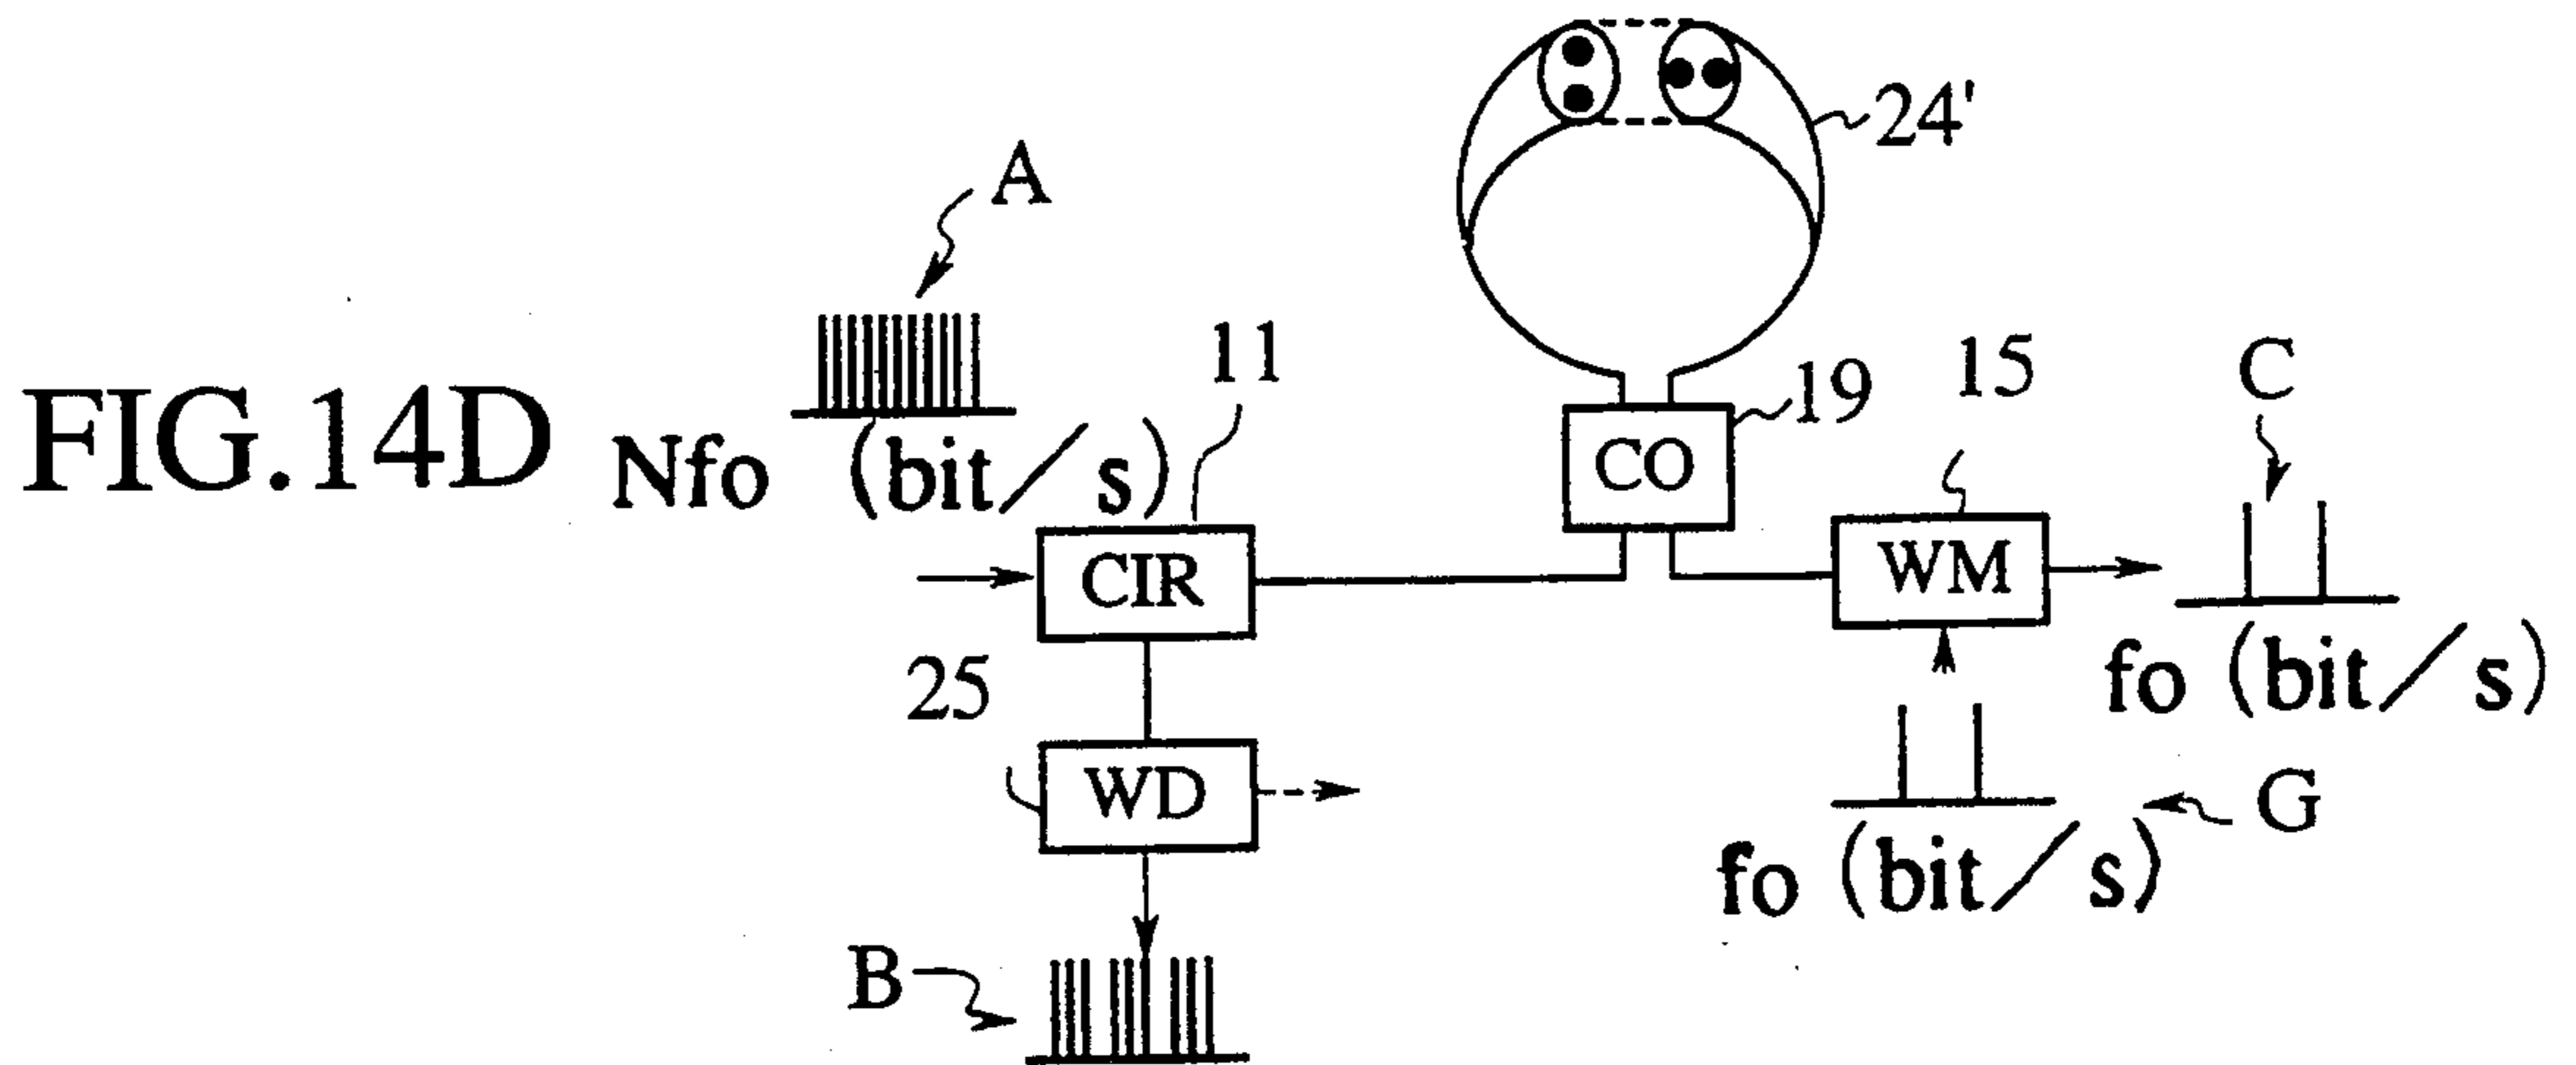 FIG.14D
A
Nfo (bit/s)
11
CIR
25
WD
B
24'
CO
19
15
WM
C
fo (bit/s)
G
fo (bit/s)